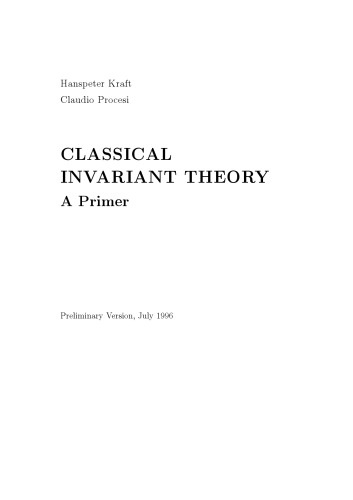 Hanspeter Kraft
Claudio Procesi
CLASSICAL
INVARIANT THEORY
A Primer
Preliminary Version, July 1996